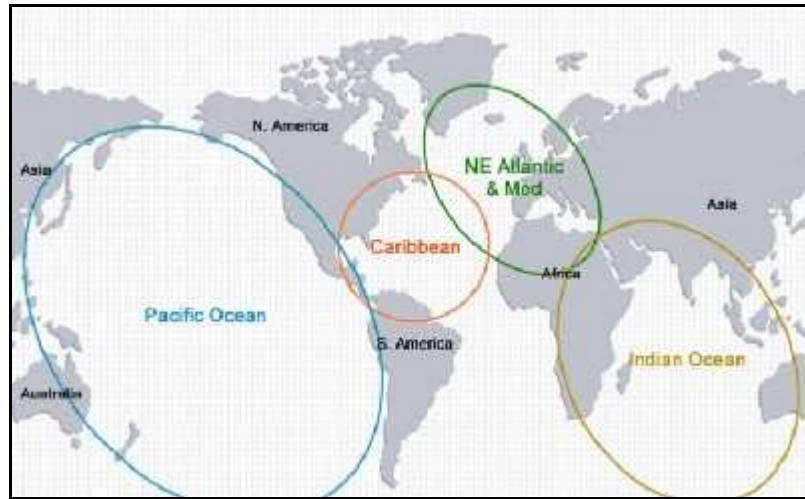 N. America
NE Atlantic
& Med
Asia
Asia
Caribbean
Africa
Pacific Ocean
S. America
Indian Ocean
Australia